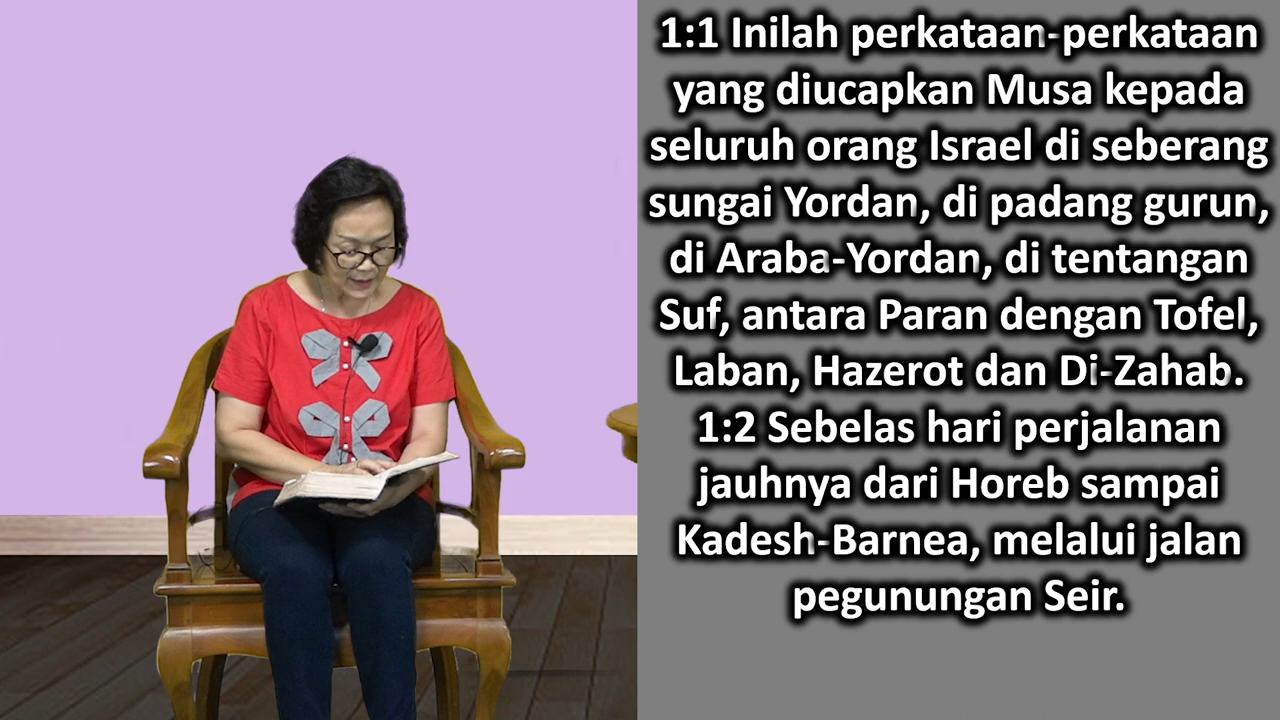 1:1 Inilah perkataan-perkataan
yang diucapkan Musa kepada
seluruh orang Israel di seberang
sungai Yordan, di padang gurun,
di Araba-Yordan, di tentangan
Suf, antara Paran dengan Tofel,
Laban, Hazerot dan Di-Zahab.
1:2 Sebelas hari perjalanan
jauhnya dari Horeb sampai
Kadesh-Barnea, melalui jalan
pegunungan Seir.